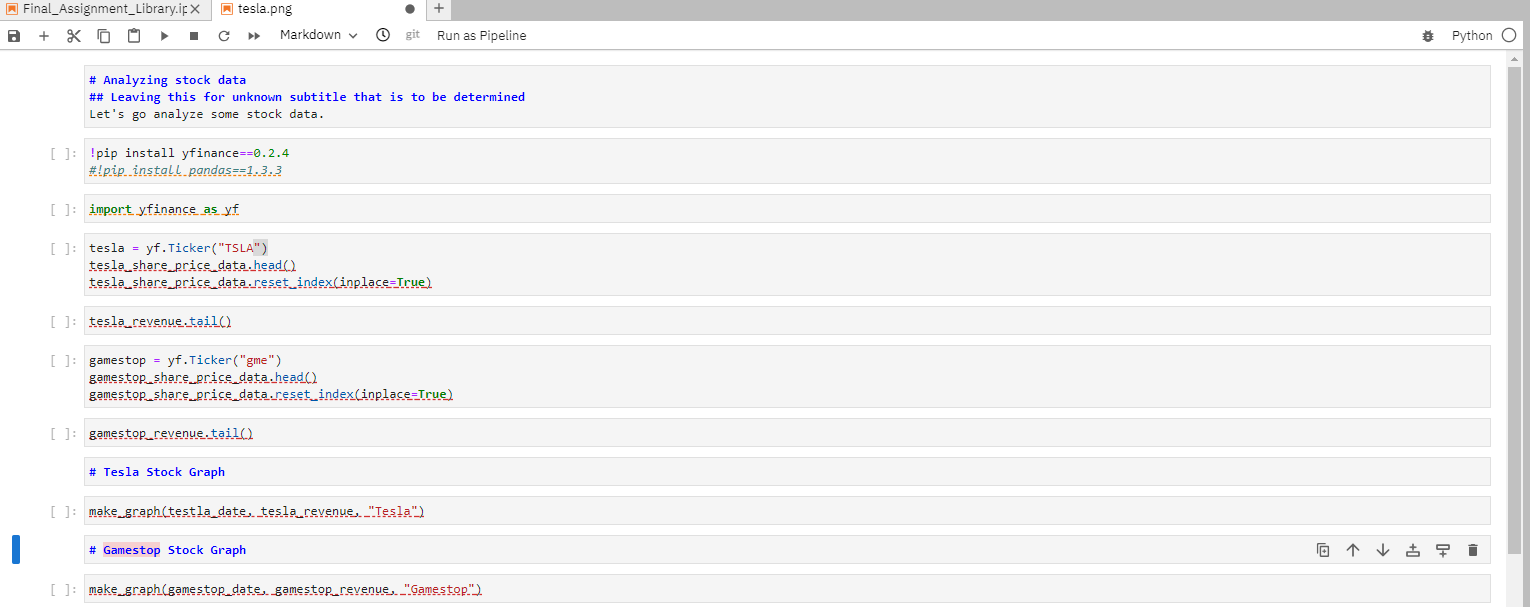 Final_Assignment_Library.ip
tesla.png
Markdown
git
Run as Pipeline
Python
# Analyzing stock data
## Leaving this for unknown subtitle that is to be determined
Let's go analyze some stock data.
[ ]: !pip install yfinance==0.2.4
#!pip install pandas==1.3.3
[ ]: import yfinance as yf
[ ]: tesla = yf.Ticker("TSLA")
tesla_share_price_data.head()
tesla_share_price_data.reset_index(inplace=True)
[ ]: tesla_revenue.tail()
[ ]: gamestop = yf.Ticker("gme")
gamestop_share_price_data.head()
gamestop_share_price_data.reset_index(inplace=True)
[ ]: gamestop_revenue.tail()
# Tesla Stock Graph
[ ]: make_graph(testla_date, tesla_revenue, "Tesla")
# Gamestop Stock Graph
[ ]: make_graph(gamestop_date, gamestop_revenue, "Gamestop")